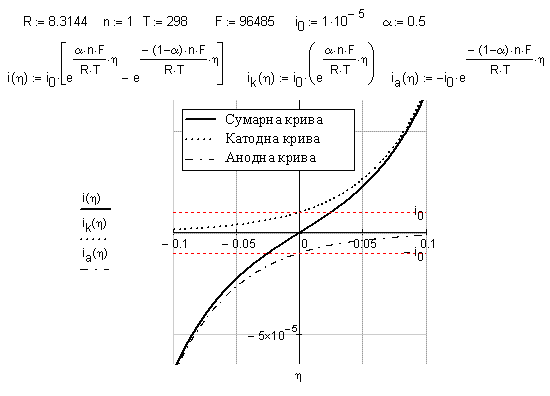 R := 8.3144 n := 1 T := 298 F := 96485 i₀ := 1·10⁻⁵ α := 0.5
i(η) := i₀·[e^(α·n·F/(R·T)·η) − e^(−(1−α)·n·F/(R·T)·η)] iₖ(η) := i₀·(e^(α·n·F/(R·T)·η)) iₐ(η) := −i₀·e^(−(1−α)·n·F/(R·T)·η)
Сумарна крива
Катодна крива
Анодна крива
i(η)
iₖ(η)
iₐ(η)
i₀
−0.1 −0.05 0 0.05 0.1
−i₀
−5×10⁻⁵
η